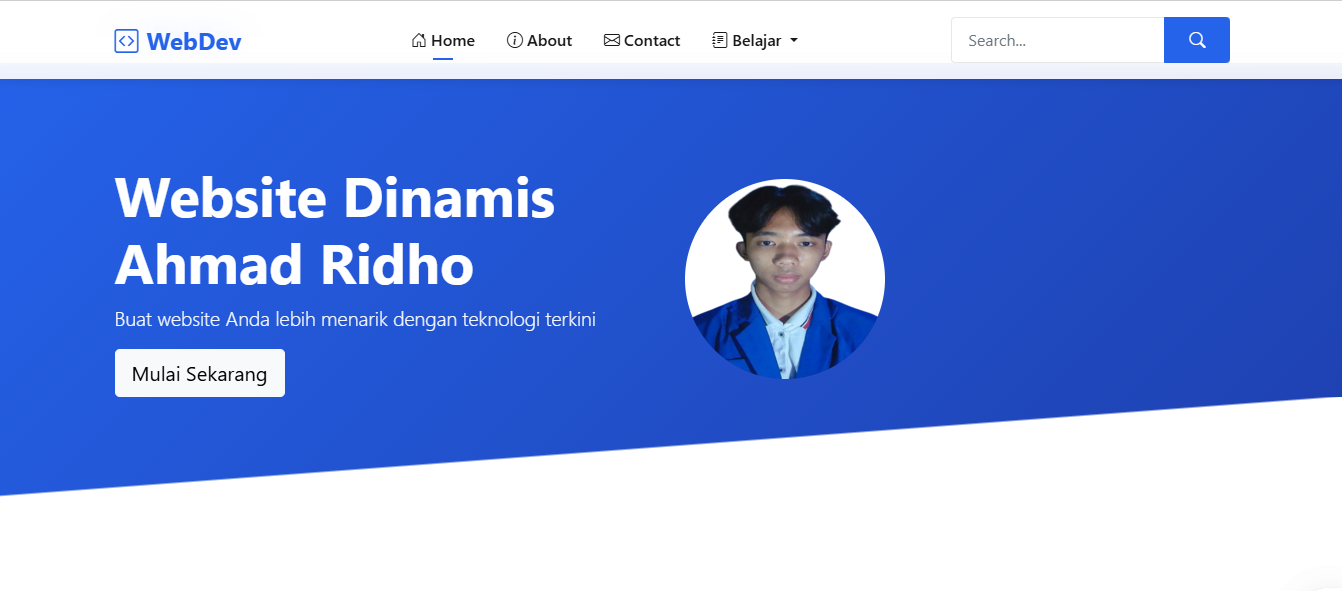 WebDev
Home
About
Contact
Belajar
Search...
Website Dinamis
Ahmad Ridho
Buat website Anda lebih menarik dengan teknologi terkini
Mulai Sekarang